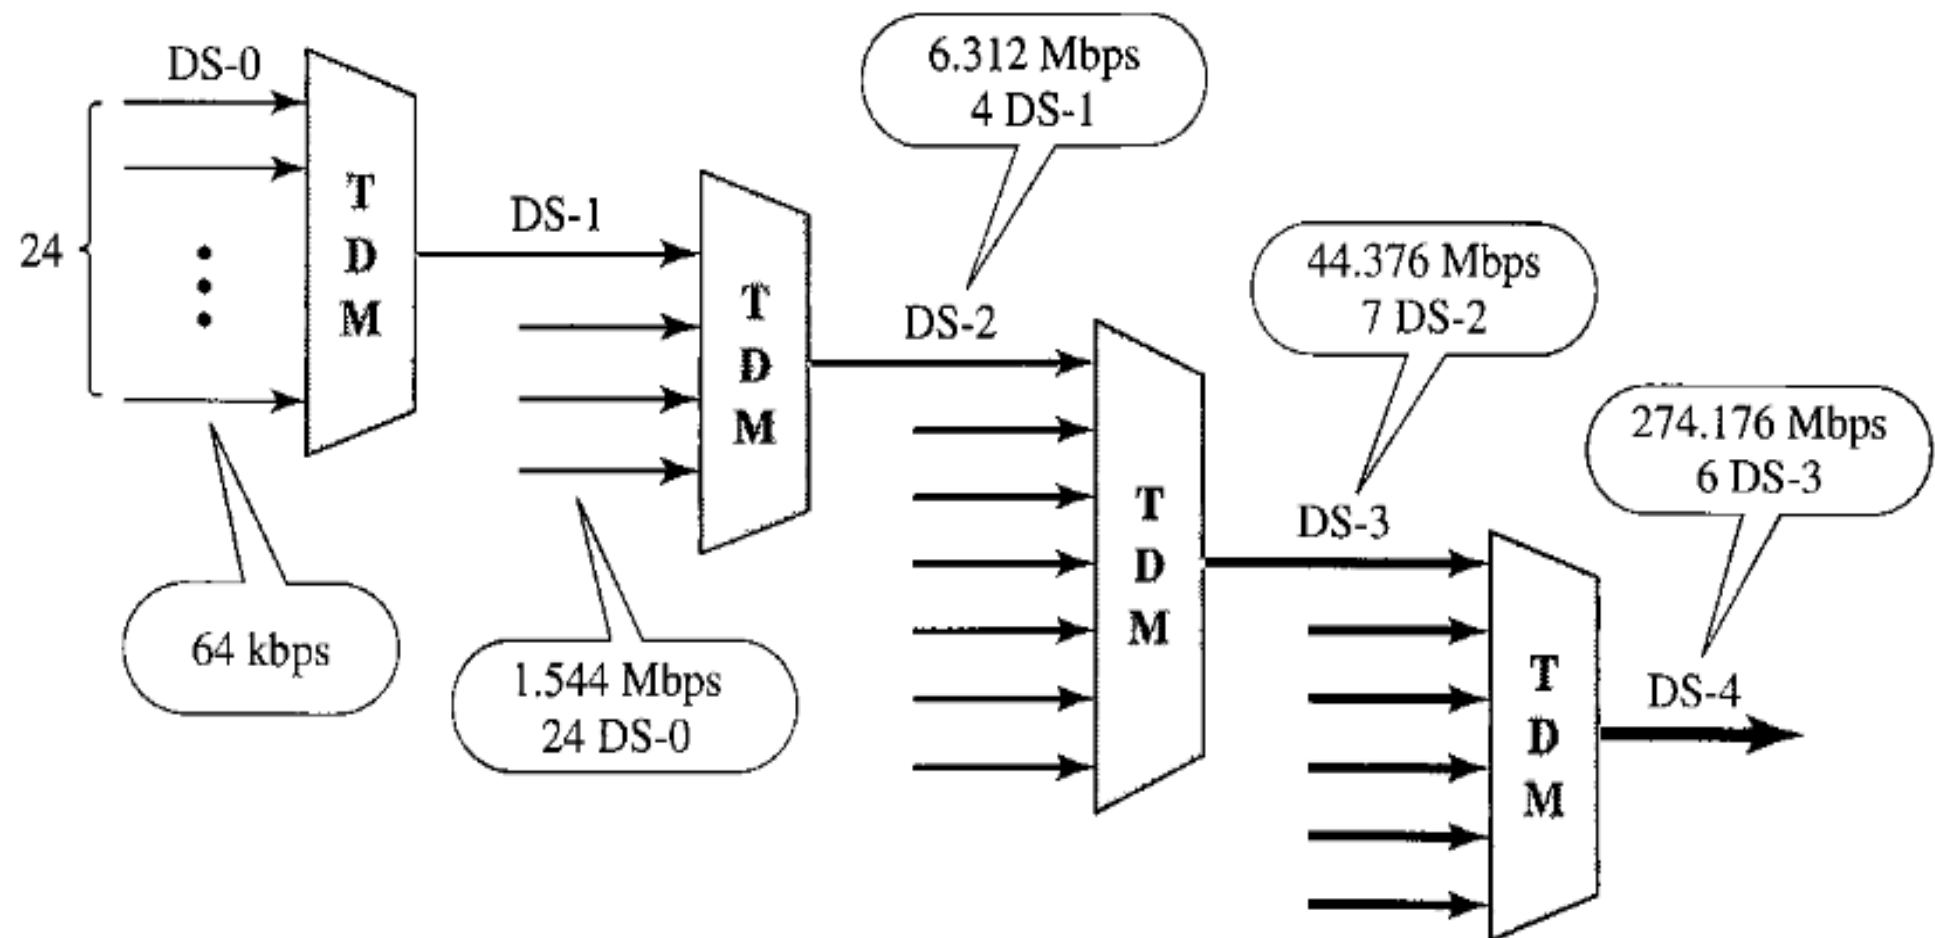 DS-0
24
T
D
M
64 kbps
DS-1
1.544 Mbps
24 DS-0
T
D
M
6.312 Mbps
4 DS-1
DS-2
T
D
M
44.376 Mbps
7 DS-2
DS-3
T
D
M
274.176 Mbps
6 DS-3
DS-4